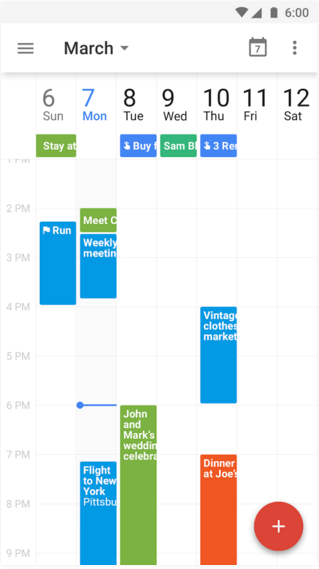 6:00
March
7
6 7 8 9 10 11 12
Sun Mon Tue Wed Thu Fri Sat
Stay at
Buy
Sam
3
1 PM
2 PM
Meet
Run
Weekly
3 PM
4 PM
Vintage
clothes
market
5 PM
6 PM
John
and
Mark's
celebra
7 PM
Flight
to New
York
Pittsbu
Dinner
at Joe's
8 PM
+
9 PM